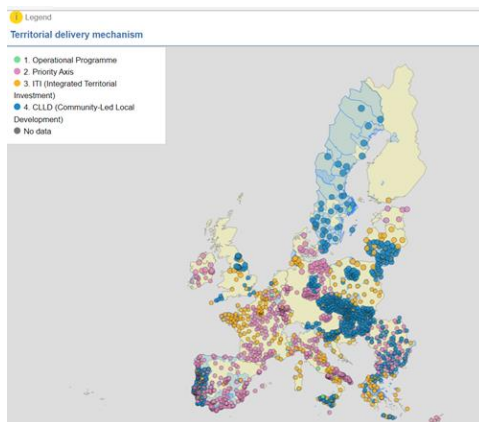 Legend
Territorial delivery mechanism
1. Operational Programme
2. Priority Axis
3. ITI (Integrated Territorial
Investment)
4. CLLD (Community-Led Local
Development)
No data